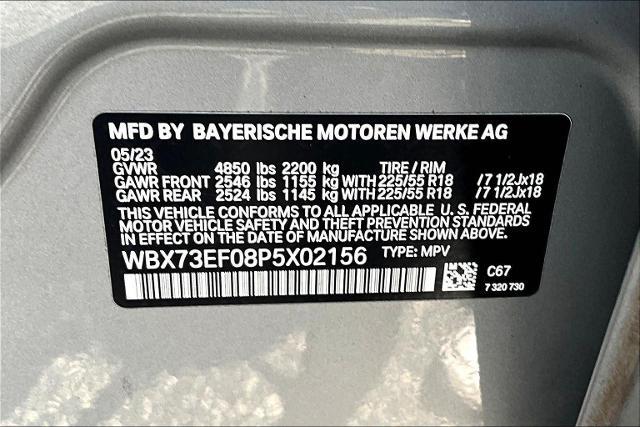 MFD BY BAYERISCHE MOTOREN WERKE AG
05/23
GVWR 4850 lbs 2200 kg TIRE / RIM
GAWR FRONT 2546 lbs 1155 kg WITH 225/55 R18 /7 1/2Jx18
GAWR REAR 2524 lbs 1145 kg WITH 225/55 R18 /7 1/2Jx18
THIS VEHICLE CONFORMS TO ALL APPLICABLE U. S. FEDERAL
MOTOR VEHICLE SAFETY AND THEFT PREVENTION STANDARDS
IN EFFECT ON THE DATE OF MANUFACTURE SHOWN ABOVE.
WBX73EF08P5X02156 TYPE: MPV
C67
7 320 730